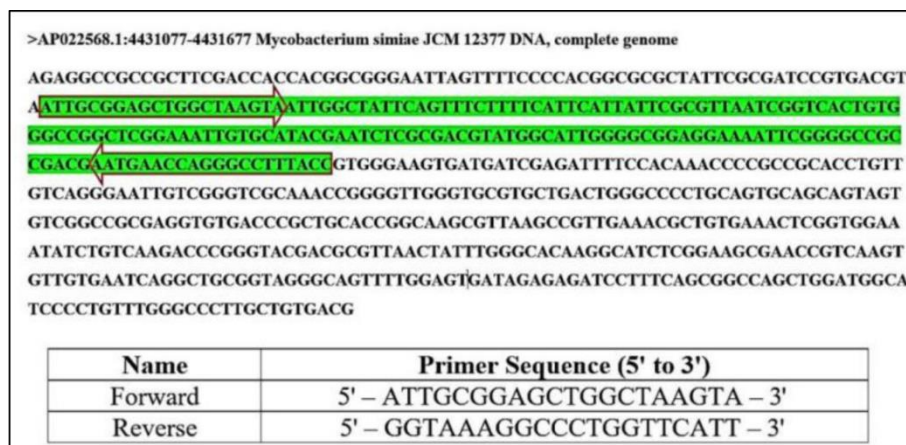 >AP022568.1:4431077-4431677 Mycobacterium simiae JCM 12377 DNA, complete genome
AGAGGCCGCCGCTTCGACCACCACGGCGGGAATTAGTTTTCCCCACGGCGCGCTATTCGCGATCCGTGACGT
AATTGCGGAGCTGGCTAAGTAATTGGCTATTCAGTTTCTTTTCATTCATTATTCGCGTTAATCGGTCACTGTG
GGCCGGCTCGGAAATTGTGCATACGAATCTCGCGACGTATGGCATTGGGGCGGAGGAAAATTCGGGGCCGC
CGACGAATGAACCAGGGCCTTTACCGTGGGAAGTGATGATCGAGATTTTCCACAAACCCCGCCGCACCTGTT
GTCAGGGAATTGTCGGGTCGCAAACCGGGGTTGGGTGCGTGCTGACTGGGCCCCTGCAGTGCAGCAGTAGT
GTCGGCCGCGAGGTGTGACCCGCTGCACCGGCAAGCGTTAAGCCGTTGAAACGCTGTGAAACTCGGTGGAA
ATATCTGTCAAGACCCGGGTACGACGCGTTAACTATTTGGGCACAAGGCATCTCGGAAGCGAACCGTCAAGT
GTTGTGAATCAGGCTGCGGTAGGGCAGTTTTGGAGTGATAGAGAGATCCTTTCAGCGGCCAGCTGGATGGCA
TCCCCTGTTTGGGCCCTTGCTGTGACG
Name Primer Sequence (5' to 3')
Forward 5' – ATTGCGGAGCTGGCTAAGTA – 3'
Reverse 5' – GGTAAAGGCCCTGGTTCATT – 3'